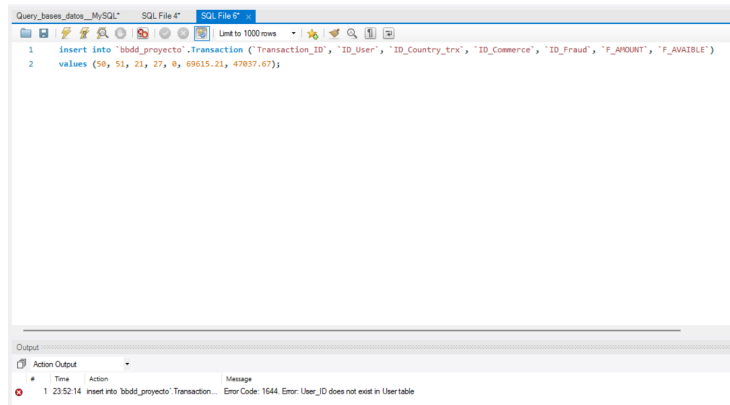 Query_bases_datos__MySQL* SQL File 4* SQL File 6* ×
Limit to 1000 rows
1 insert into `bbdd_proyecto`.Transaction (`Transaction_ID`, `ID_User`, `ID_Country_trx`, `ID_Commerce`, `ID_Fraud`, `F_AMOUNT`, `F_AVAIBLE`)
2 values (50, 51, 21, 27, 0, 69615.21, 47037.67);
Output
Action Output
# Time Action Message
1 23:52:14 insert into `bbdd_proyecto`.Transaction... Error Code: 1644. Error: User_ID does not exist in User table